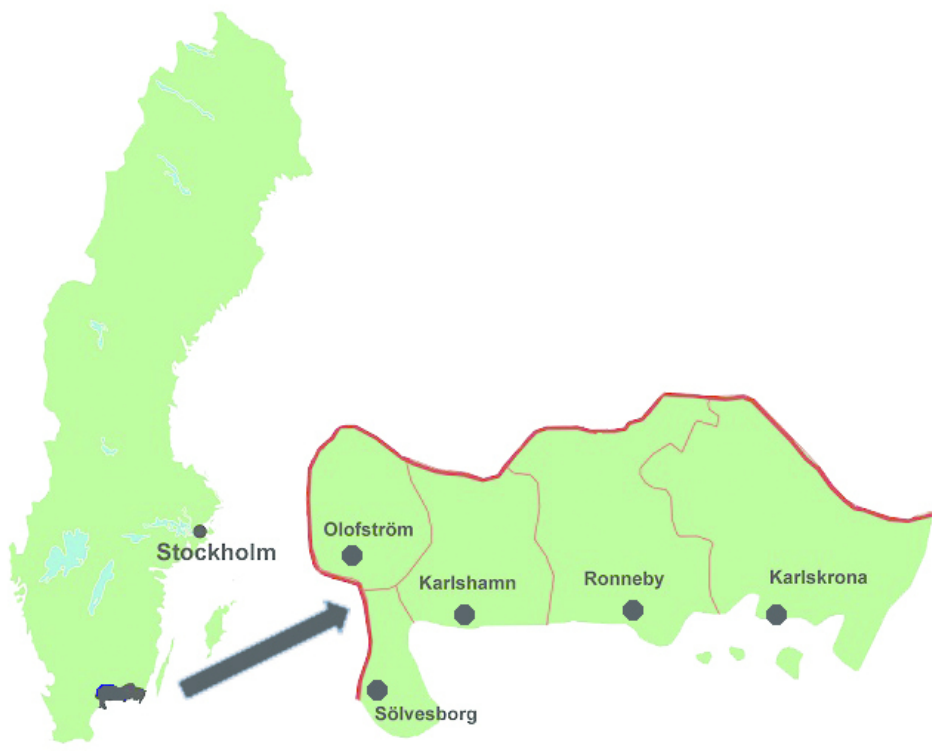 Olofström
Stockholm
Karlshamn
Ronneby
Karlskrona
Sölvesborg